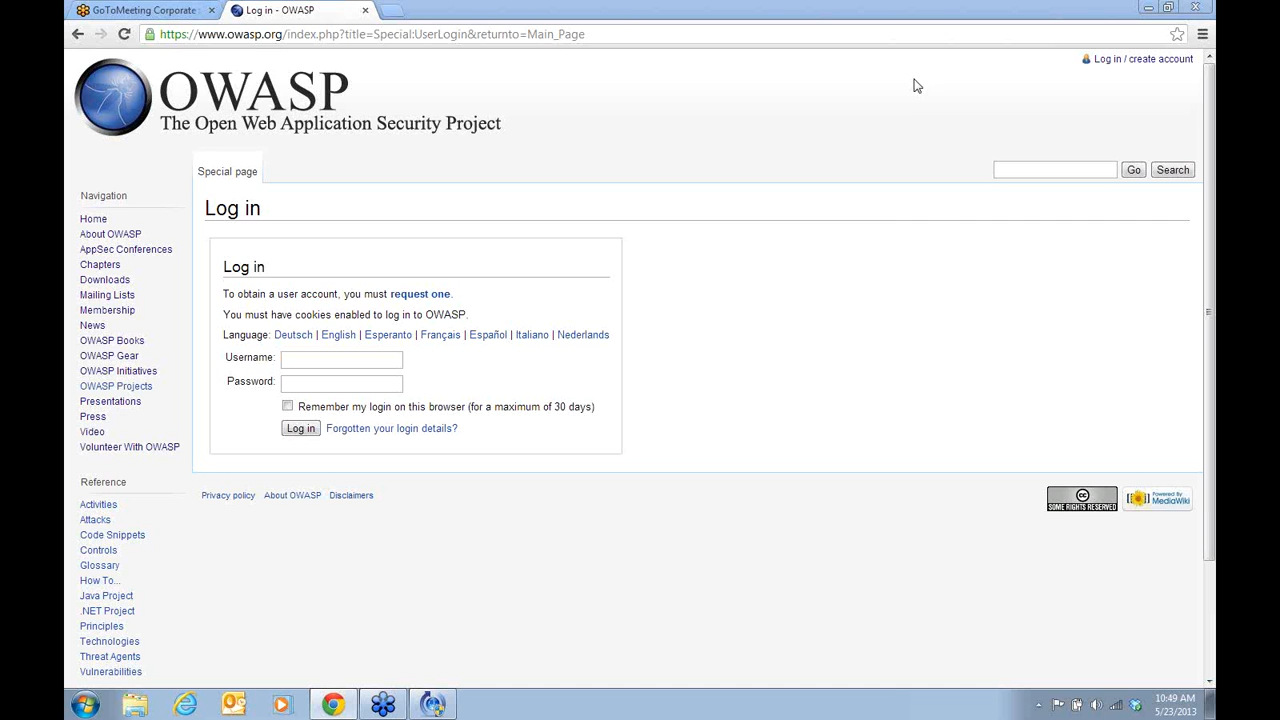 GoToMeeting Corporate
Log in - OWASP
https://www.owasp.org/index.php?title=Special:UserLogin&returnto=Main_Page
Log in / create account
OWASP
The Open Web Application Security Project
Special page
Go
Search
Navigation
Home
About OWASP
AppSec Conferences
Chapters
Downloads
Mailing Lists
Membership
News
OWASP Books
OWASP Gear
OWASP Initiatives
OWASP Projects
Presentations
Press
Video
Volunteer With OWASP
Reference
Activities
Attacks
Code Snippets
Controls
Glossary
How To...
Java Project
.NET Project
Principles
Technologies
Threat Agents
Vulnerabilities
Log in
Log in
To obtain a user account, you must request one.
You must have cookies enabled to log in to OWASP.
Language: Deutsch | English | Esperanto | Français | Español | Italiano | Nederlands
Username:
Password:
Remember my login on this browser (for a maximum of 30 days)
Log in Forgotten your login details?
Privacy policy About OWASP Disclaimers
CC
SOME RIGHTS RESERVED
Powered By
MediaWiki
10:49 AM
5/23/2013